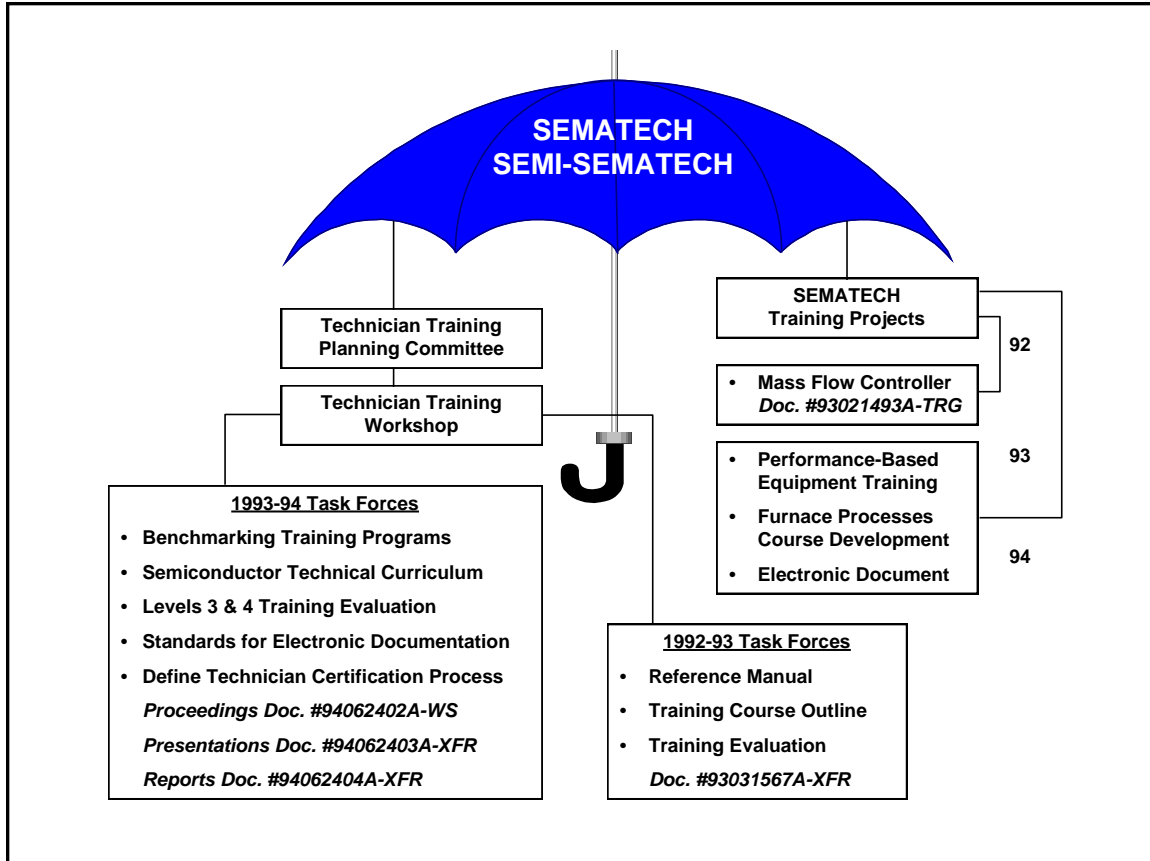 SEMATECH
SEMI-SEMATECH
Technician Training
Planning Committee
Technician Training
Workshop
1993-94 Task Forces
• Benchmarking Training Programs
• Semiconductor Technical Curriculum
• Levels 3 & 4 Training Evaluation
• Standards for Electronic Documentation
• Define Technician Certification Process
Proceedings Doc. #94062402A-WS
Presentations Doc. #94062403A-XFR
Reports Doc. #94062404A-XFR
1992-93 Task Forces
• Reference Manual
• Training Course Outline
• Training Evaluation
Doc. #93031567A-XFR
SEMATECH
Training Projects
• Mass Flow Controller
Doc. #93021493A-TRG
• Performance-Based
Equipment Training
• Furnace Processes
Course Development
• Electronic Document
92
93
94